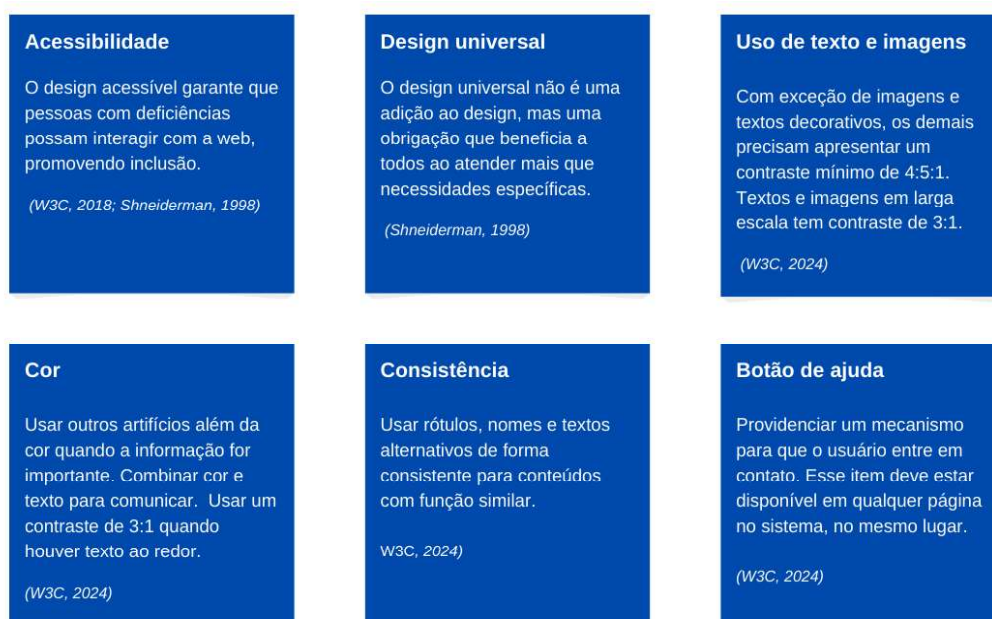 Acessibilidade
O design acessível garante que
pessoas com deficiências
possam interagir com a web,
promovendo inclusão.
(W3C, 2018; Shneiderman, 1998)
Design universal
O design universal não é uma
adição ao design, mas uma
obrigação que beneficia a
todos ao atender mais que
necessidades específicas.
(Shneiderman, 1998)
Uso de texto e imagens
Com exceção de imagens e
textos decorativos, os demais
precisam apresentar um
contraste mínimo de 4:5:1.
Textos e imagens em larga
escala tem contraste de 3:1.
(W3C, 2024)
Cor
Usar outros artifícios além da
cor quando a informação for
importante. Combinar cor e
texto para comunicar.  Usar um
contraste de 3:1 quando
houver texto ao redor.
(W3C, 2024)
Consistência
Usar rótulos, nomes e textos
alternativos de forma
consistente para conteúdos
com função similar.
W3C, 2024)
Botão de ajuda
Providenciar um mecanismo
para que o usuário entre em
contato. Esse item deve estar
disponível em qualquer página
no sistema, no mesmo lugar.
(W3C, 2024)